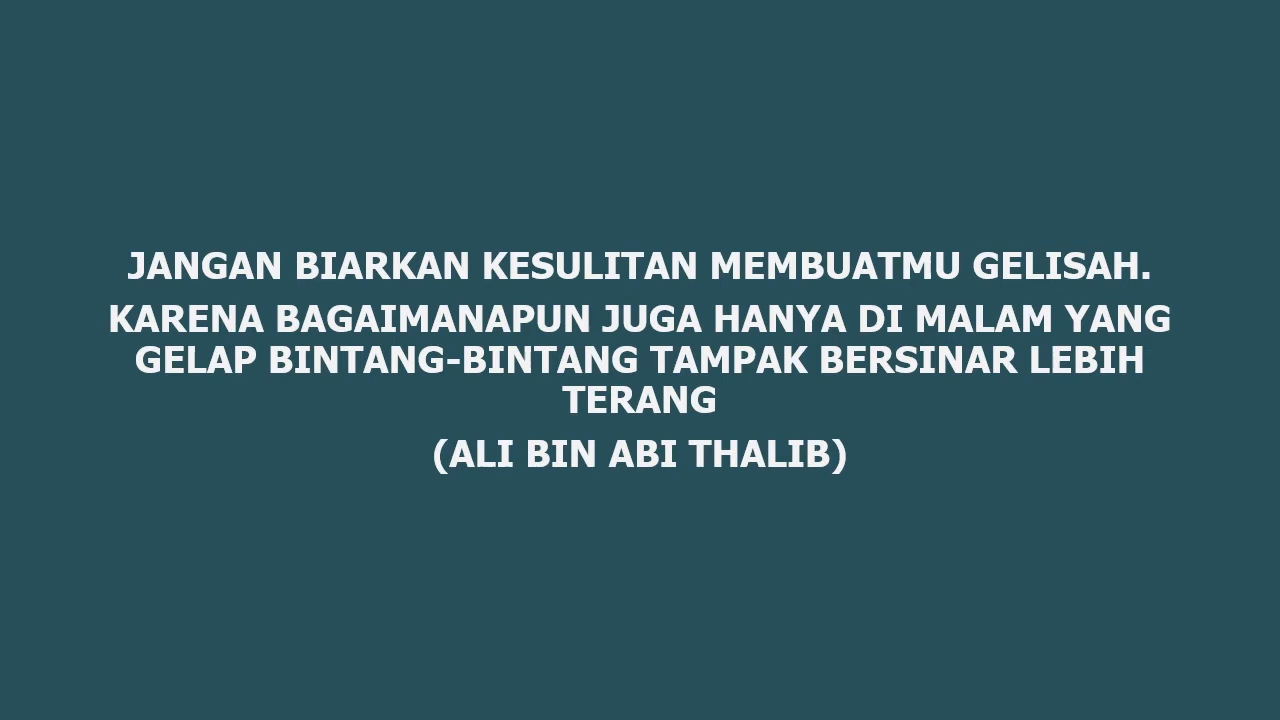 JANGAN BIARKAN KESULITAN MEMBUATMU GELISAH.
KARENA BAGAIMANAPUN JUGA HANYA DI MALAM YANG
GELAP BINTANG-BINTANG TAMPAK BERSINAR LEBIH
TERANG
(ALI BIN ABI THALIB)